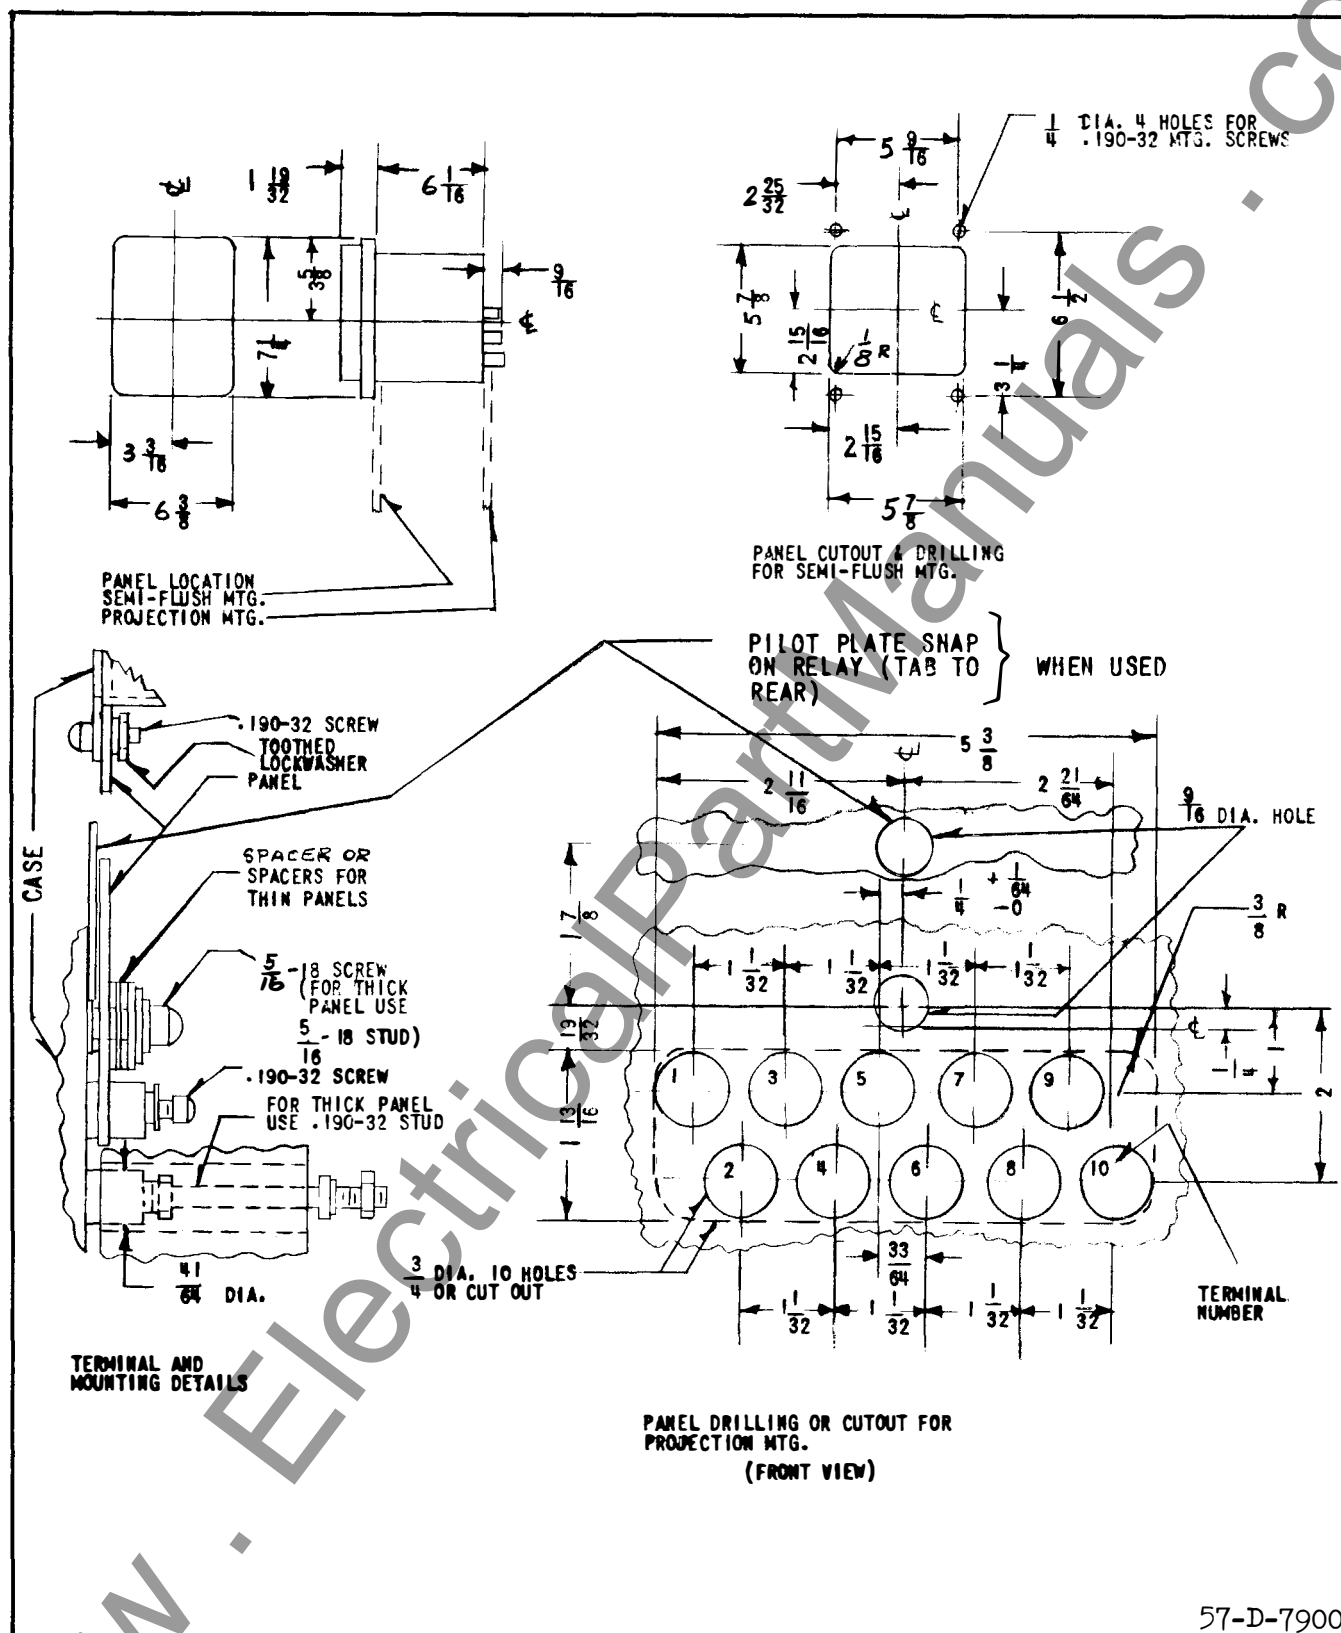 1 19/32
6 1/16
3 5/8
9/16
7 1/4
3 3/16
6 3/8
PANEL LOCATION
SEMI-FLUSH MTG.
PROJECTION MTG.
5 9/16
1/4 DIA. 4 HOLES FOR
.190-32 MTG. SCREWS
2 25/32
5 7/8
2 15/16
1/8 R
6 1/2
3 1/4
2 15/16
5 7/8
PANEL CUTOUT & DRILLING
FOR SEMI-FLUSH MTG.
PILOT PLATE SNAP
ON RELAY (TAB TO
REAR)
WHEN USED
.190-32 SCREW
TOOTHED
LOCKWASHER
PANEL
CASE
SPACER OR
SPACERS FOR
THIN PANELS
5/16 -18 SCREW
(FOR THICK
PANEL USE
5/16 - 18 STUD)
.190-32 SCREW
FOR THICK PANEL
USE .190-32 STUD
41/64 DIA.
TERMINAL AND
MOUNTING DETAILS
5 3/8
2 11/16
2 21/64
9/16 DIA. HOLE
1 7/8
1/4 + 1/64
-0
3/8 R
1 1/32
1 1/32
1 1/32
1 1/32
19/32
1/4
1
2
1 13/16
1
3
5
7
9
2
4
6
8
10
33/64
3/4 DIA. 10 HOLES
OR CUT OUT
1 1/32
1 1/32
1 1/32
1 1/32
TERMINAL
NUMBER
PANEL DRILLING OR CUTOUT FOR
PROJECTION MTG.
(FRONT VIEW)
57-D-7900
w . ElectricalPartManuals . co